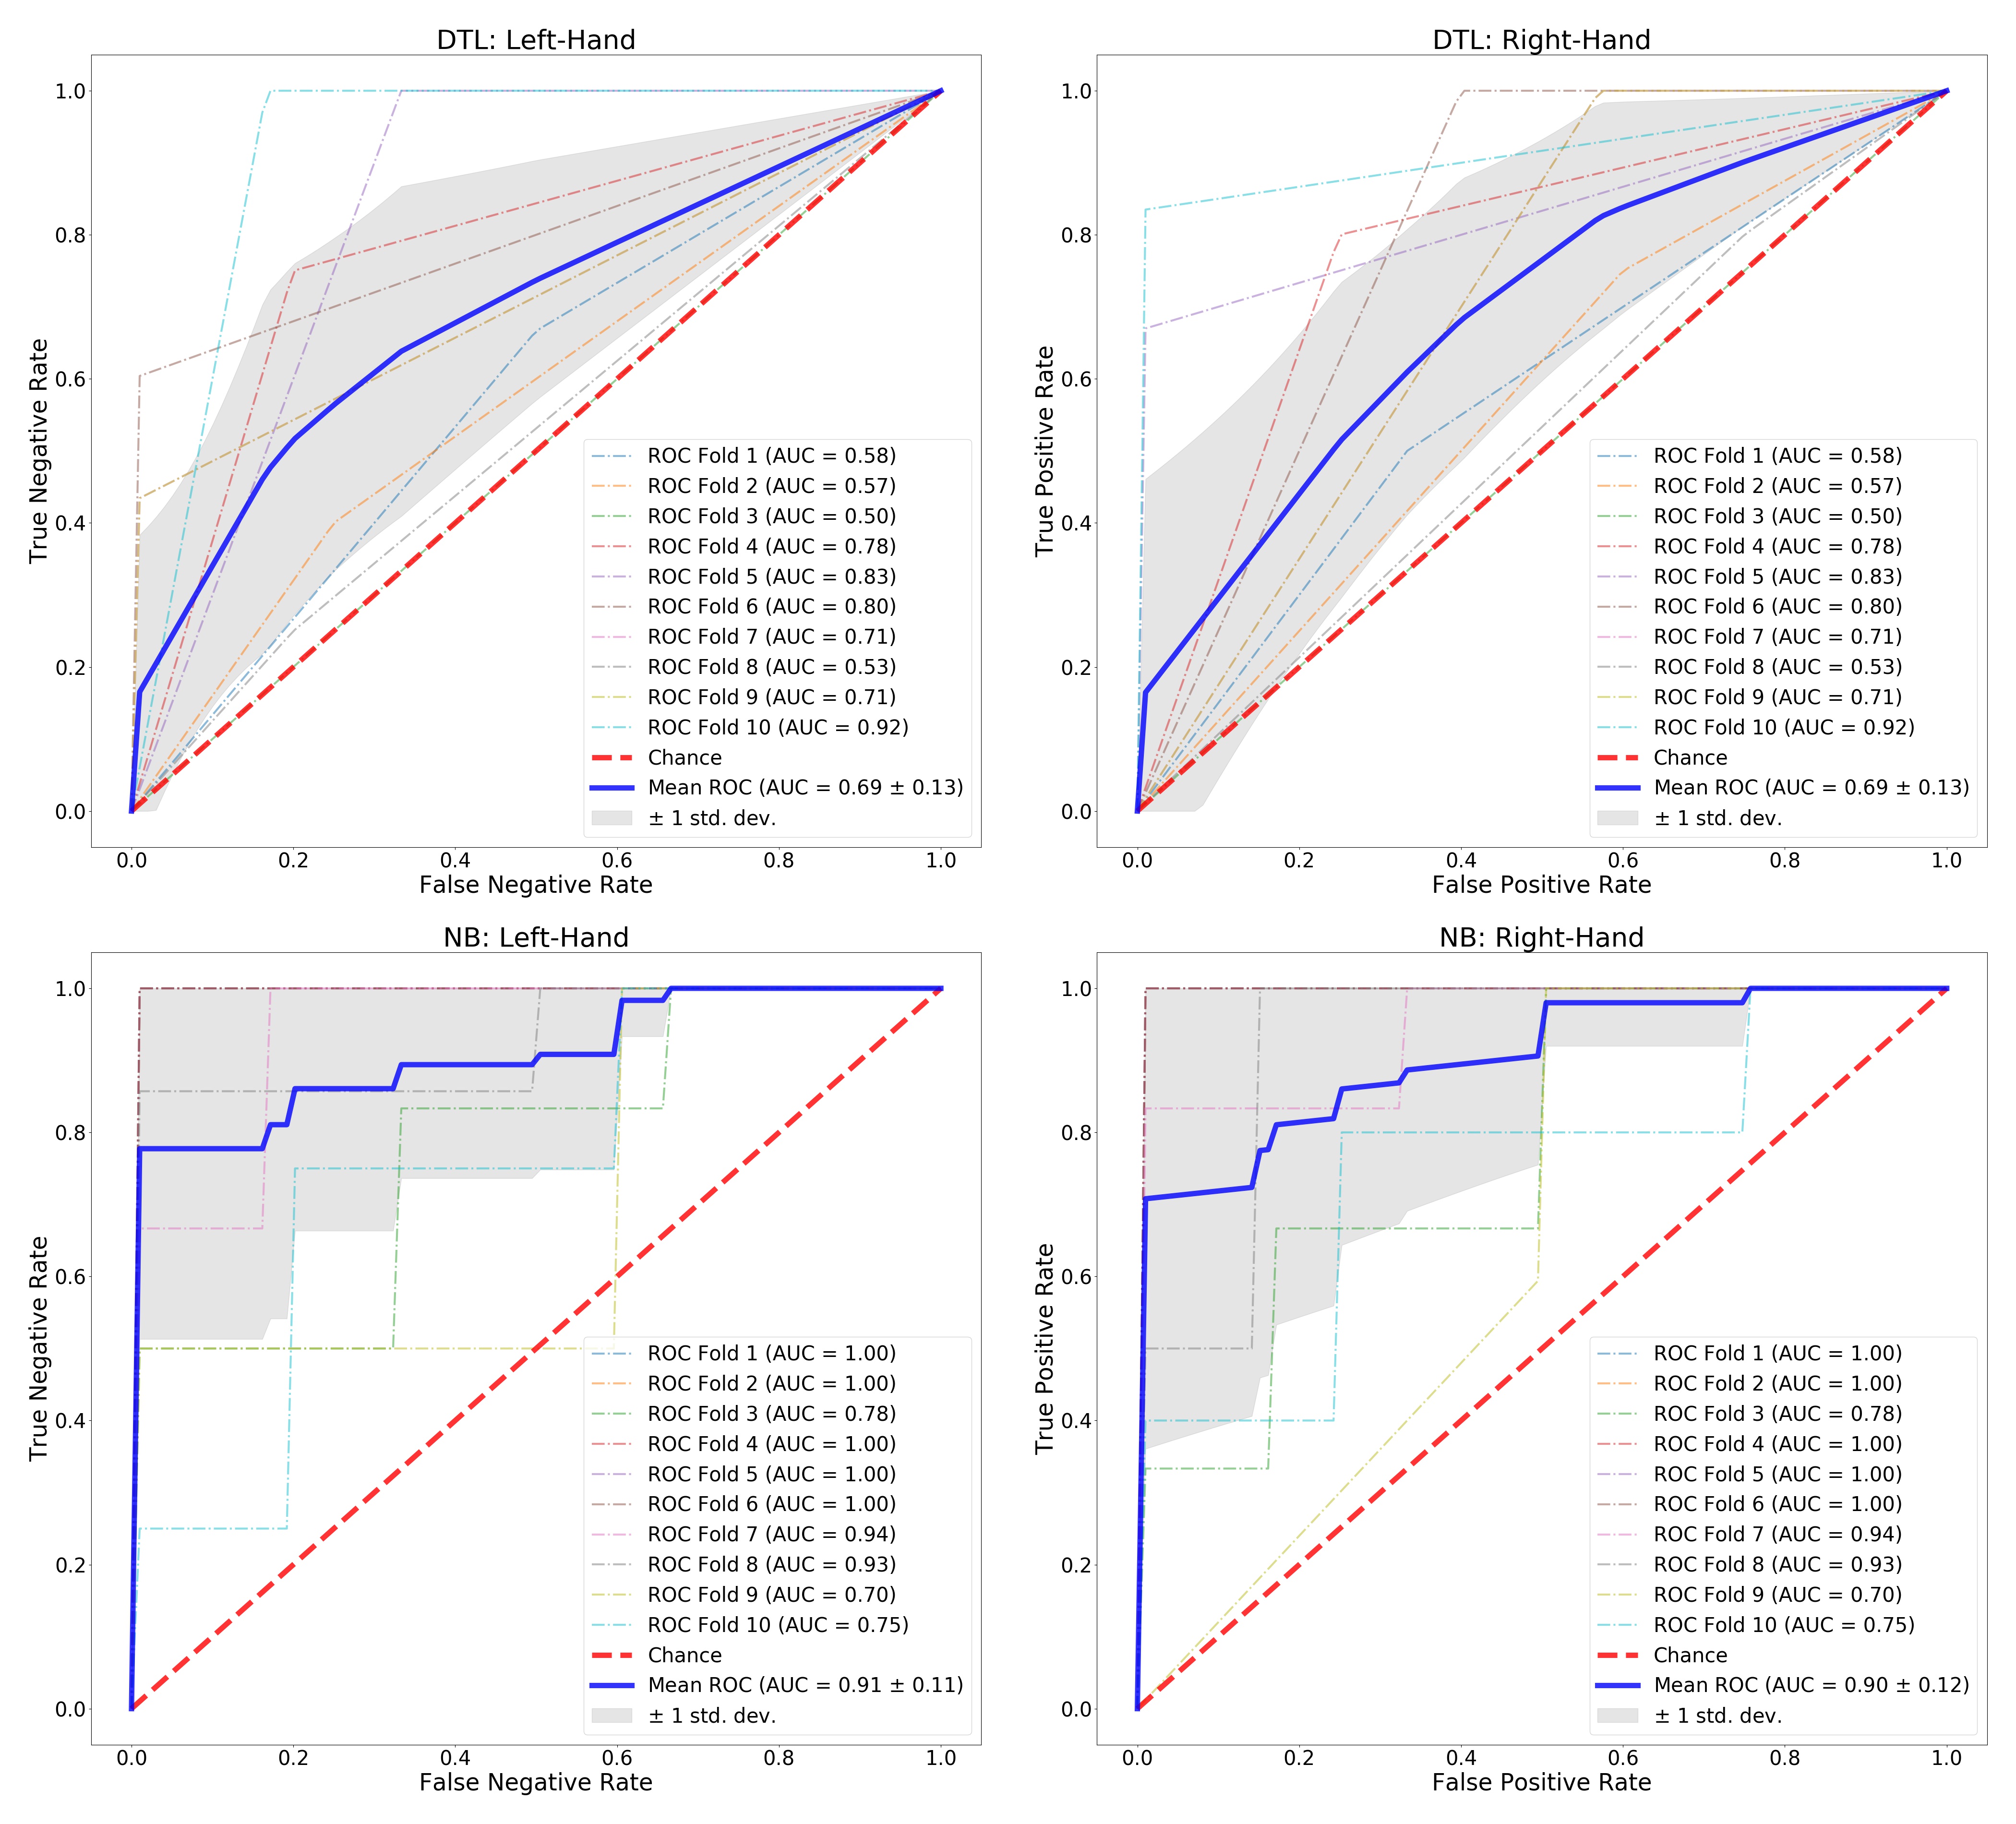 DTL: Left-Hand
1.0
0.8
0.6
0.4
0.2
0.0
True Negative Rate
ROC Fold 1 (AUC = 0.58)
ROC Fold 2 (AUC = 0.57)
ROC Fold 3 (AUC = 0.50)
ROC Fold 4 (AUC = 0.78)
ROC Fold 5 (AUC = 0.83)
ROC Fold 6 (AUC = 0.80)
ROC Fold 7 (AUC = 0.71)
ROC Fold 8 (AUC = 0.53)
ROC Fold 9 (AUC = 0.71)
ROC Fold 10 (AUC = 0.92)
Chance
Mean ROC (AUC = 0.69 ± 0.13)
± 1 std. dev.
0.0 0.2 0.4 0.6 0.8 1.0
False Negative Rate
DTL: Right-Hand
1.0
0.8
0.6
0.4
0.2
0.0
True Positive Rate
ROC Fold 1 (AUC = 0.58)
ROC Fold 2 (AUC = 0.57)
ROC Fold 3 (AUC = 0.50)
ROC Fold 4 (AUC = 0.78)
ROC Fold 5 (AUC = 0.83)
ROC Fold 6 (AUC = 0.80)
ROC Fold 7 (AUC = 0.71)
ROC Fold 8 (AUC = 0.53)
ROC Fold 9 (AUC = 0.71)
ROC Fold 10 (AUC = 0.92)
Chance
Mean ROC (AUC = 0.69 ± 0.13)
± 1 std. dev.
0.0 0.2 0.4 0.6 0.8 1.0
False Positive Rate
NB: Left-Hand
1.0
0.8
0.6
0.4
0.2
0.0
True Negative Rate
ROC Fold 1 (AUC = 1.00)
ROC Fold 2 (AUC = 1.00)
ROC Fold 3 (AUC = 0.78)
ROC Fold 4 (AUC = 1.00)
ROC Fold 5 (AUC = 1.00)
ROC Fold 6 (AUC = 1.00)
ROC Fold 7 (AUC = 0.94)
ROC Fold 8 (AUC = 0.93)
ROC Fold 9 (AUC = 0.70)
ROC Fold 10 (AUC = 0.75)
Chance
Mean ROC (AUC = 0.91 ± 0.11)
± 1 std. dev.
0.0 0.2 0.4 0.6 0.8 1.0
False Negative Rate
NB: Right-Hand
1.0
0.8
0.6
0.4
0.2
0.0
True Positive Rate
ROC Fold 1 (AUC = 1.00)
ROC Fold 2 (AUC = 1.00)
ROC Fold 3 (AUC = 0.78)
ROC Fold 4 (AUC = 1.00)
ROC Fold 5 (AUC = 1.00)
ROC Fold 6 (AUC = 1.00)
ROC Fold 7 (AUC = 0.94)
ROC Fold 8 (AUC = 0.93)
ROC Fold 9 (AUC = 0.70)
ROC Fold 10 (AUC = 0.75)
Chance
Mean ROC (AUC = 0.90 ± 0.12)
± 1 std. dev.
0.0 0.2 0.4 0.6 0.8 1.0
False Positive Rate